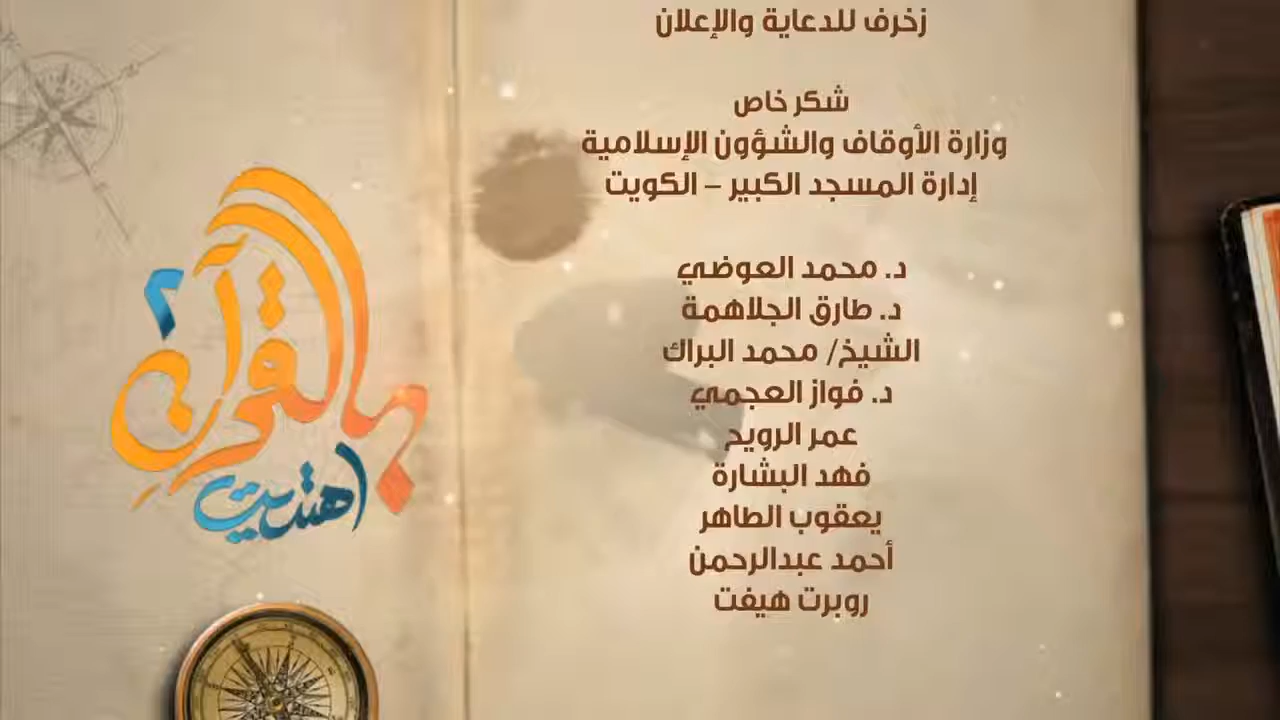 زخرف للدعاية والإعلان
شكر خاص
وزارة الأوقاف والشؤون الإسلامية
إدارة المسجد الكبير – الكويت
د. محمد العوضي
د. طارق الجلاهمة
الشيخ/ محمد البراك
د. فواز العجمي
عمر الرويح
فهد البشارة
يعقوب الطاهر
أحمد عبدالرحمن
روبرت هيفت
بالقرآن
اهتديت
٢